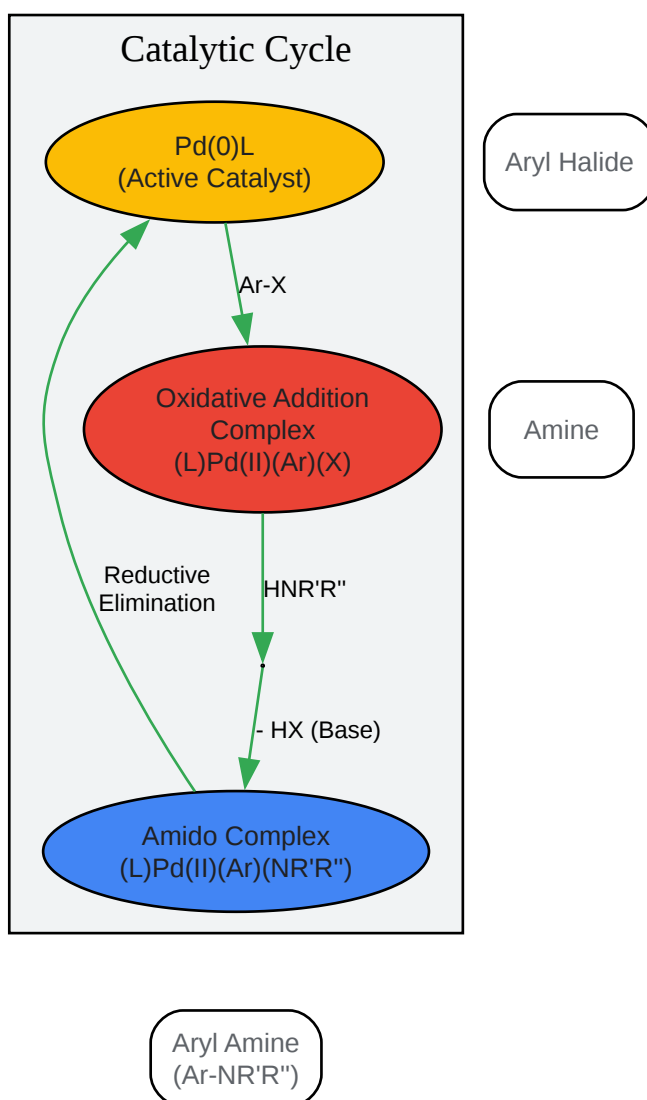 Catalytic Cycle
Pd(0)L
(Active Catalyst)
Aryl Halide
Ar-X
Oxidative Addition
Complex
(L)Pd(II)(Ar)(X)
Amine
Reductive
Elimination
HNR'R"
- HX (Base)
Amido Complex
(L)Pd(II)(Ar)(NR'R")
Aryl Amine
(Ar-NR'R")